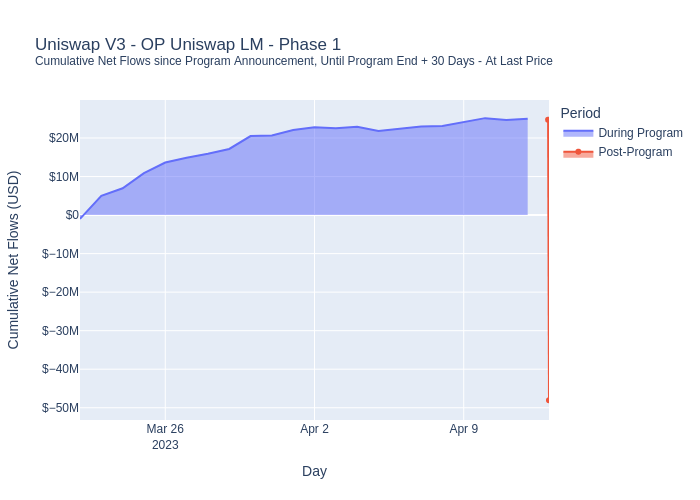 Uniswap V3 - OP Uniswap LM - Phase 1
Cumulative Net Flows since Program Announcement, Until Program End + 30 Days - At Last Price
Period
During Program
Post-Program
Cumulative Net Flows (USD)
$20M
$10M
$0
$−10M
$−20M
$−30M
$−40M
$−50M
Mar 26
2023
Apr 2
Apr 9
Day